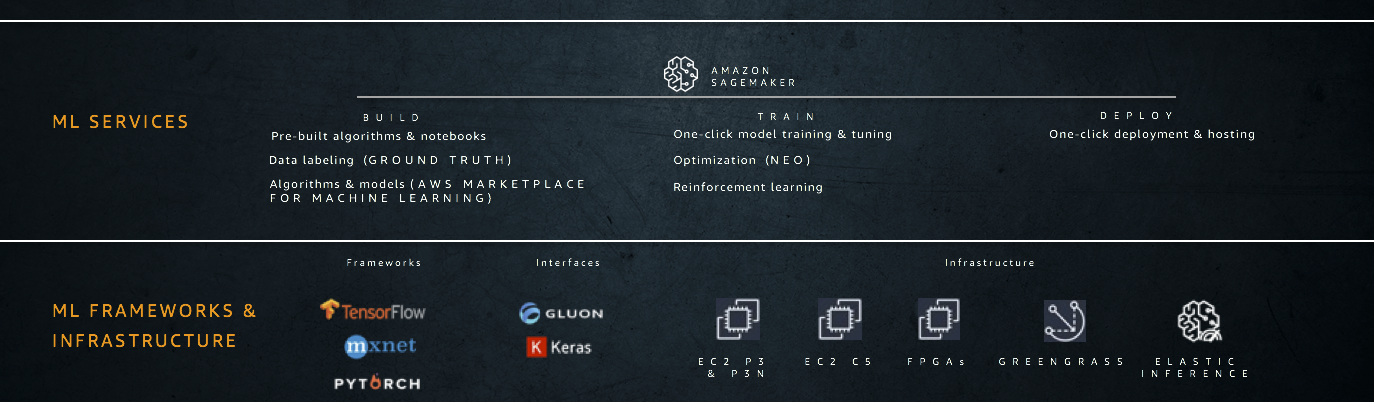 AMAZON
SAGEMAKER
ML SERVICES
BUILD
Pre-built algorithms & notebooks
Data labeling (GROUND TRUTH)
Algorithms & models (AWS MARKETPLACE
FOR MACHINE LEARNING)
TRAIN
One-click model training & tuning
Optimization (NEO)
Reinforcement learning
DEPLOY
One-click deployment & hosting
ML FRAMEWORKS &
INFRASTRUCTURE
Frameworks
TensorFlow
mxnet
PYTORCH
Interfaces
GLUON
K Keras
Infrastructure
EC2 P3
& P3N
EC2 C5
FPGAs
GREENGRASS
ELASTIC
INFERENCE